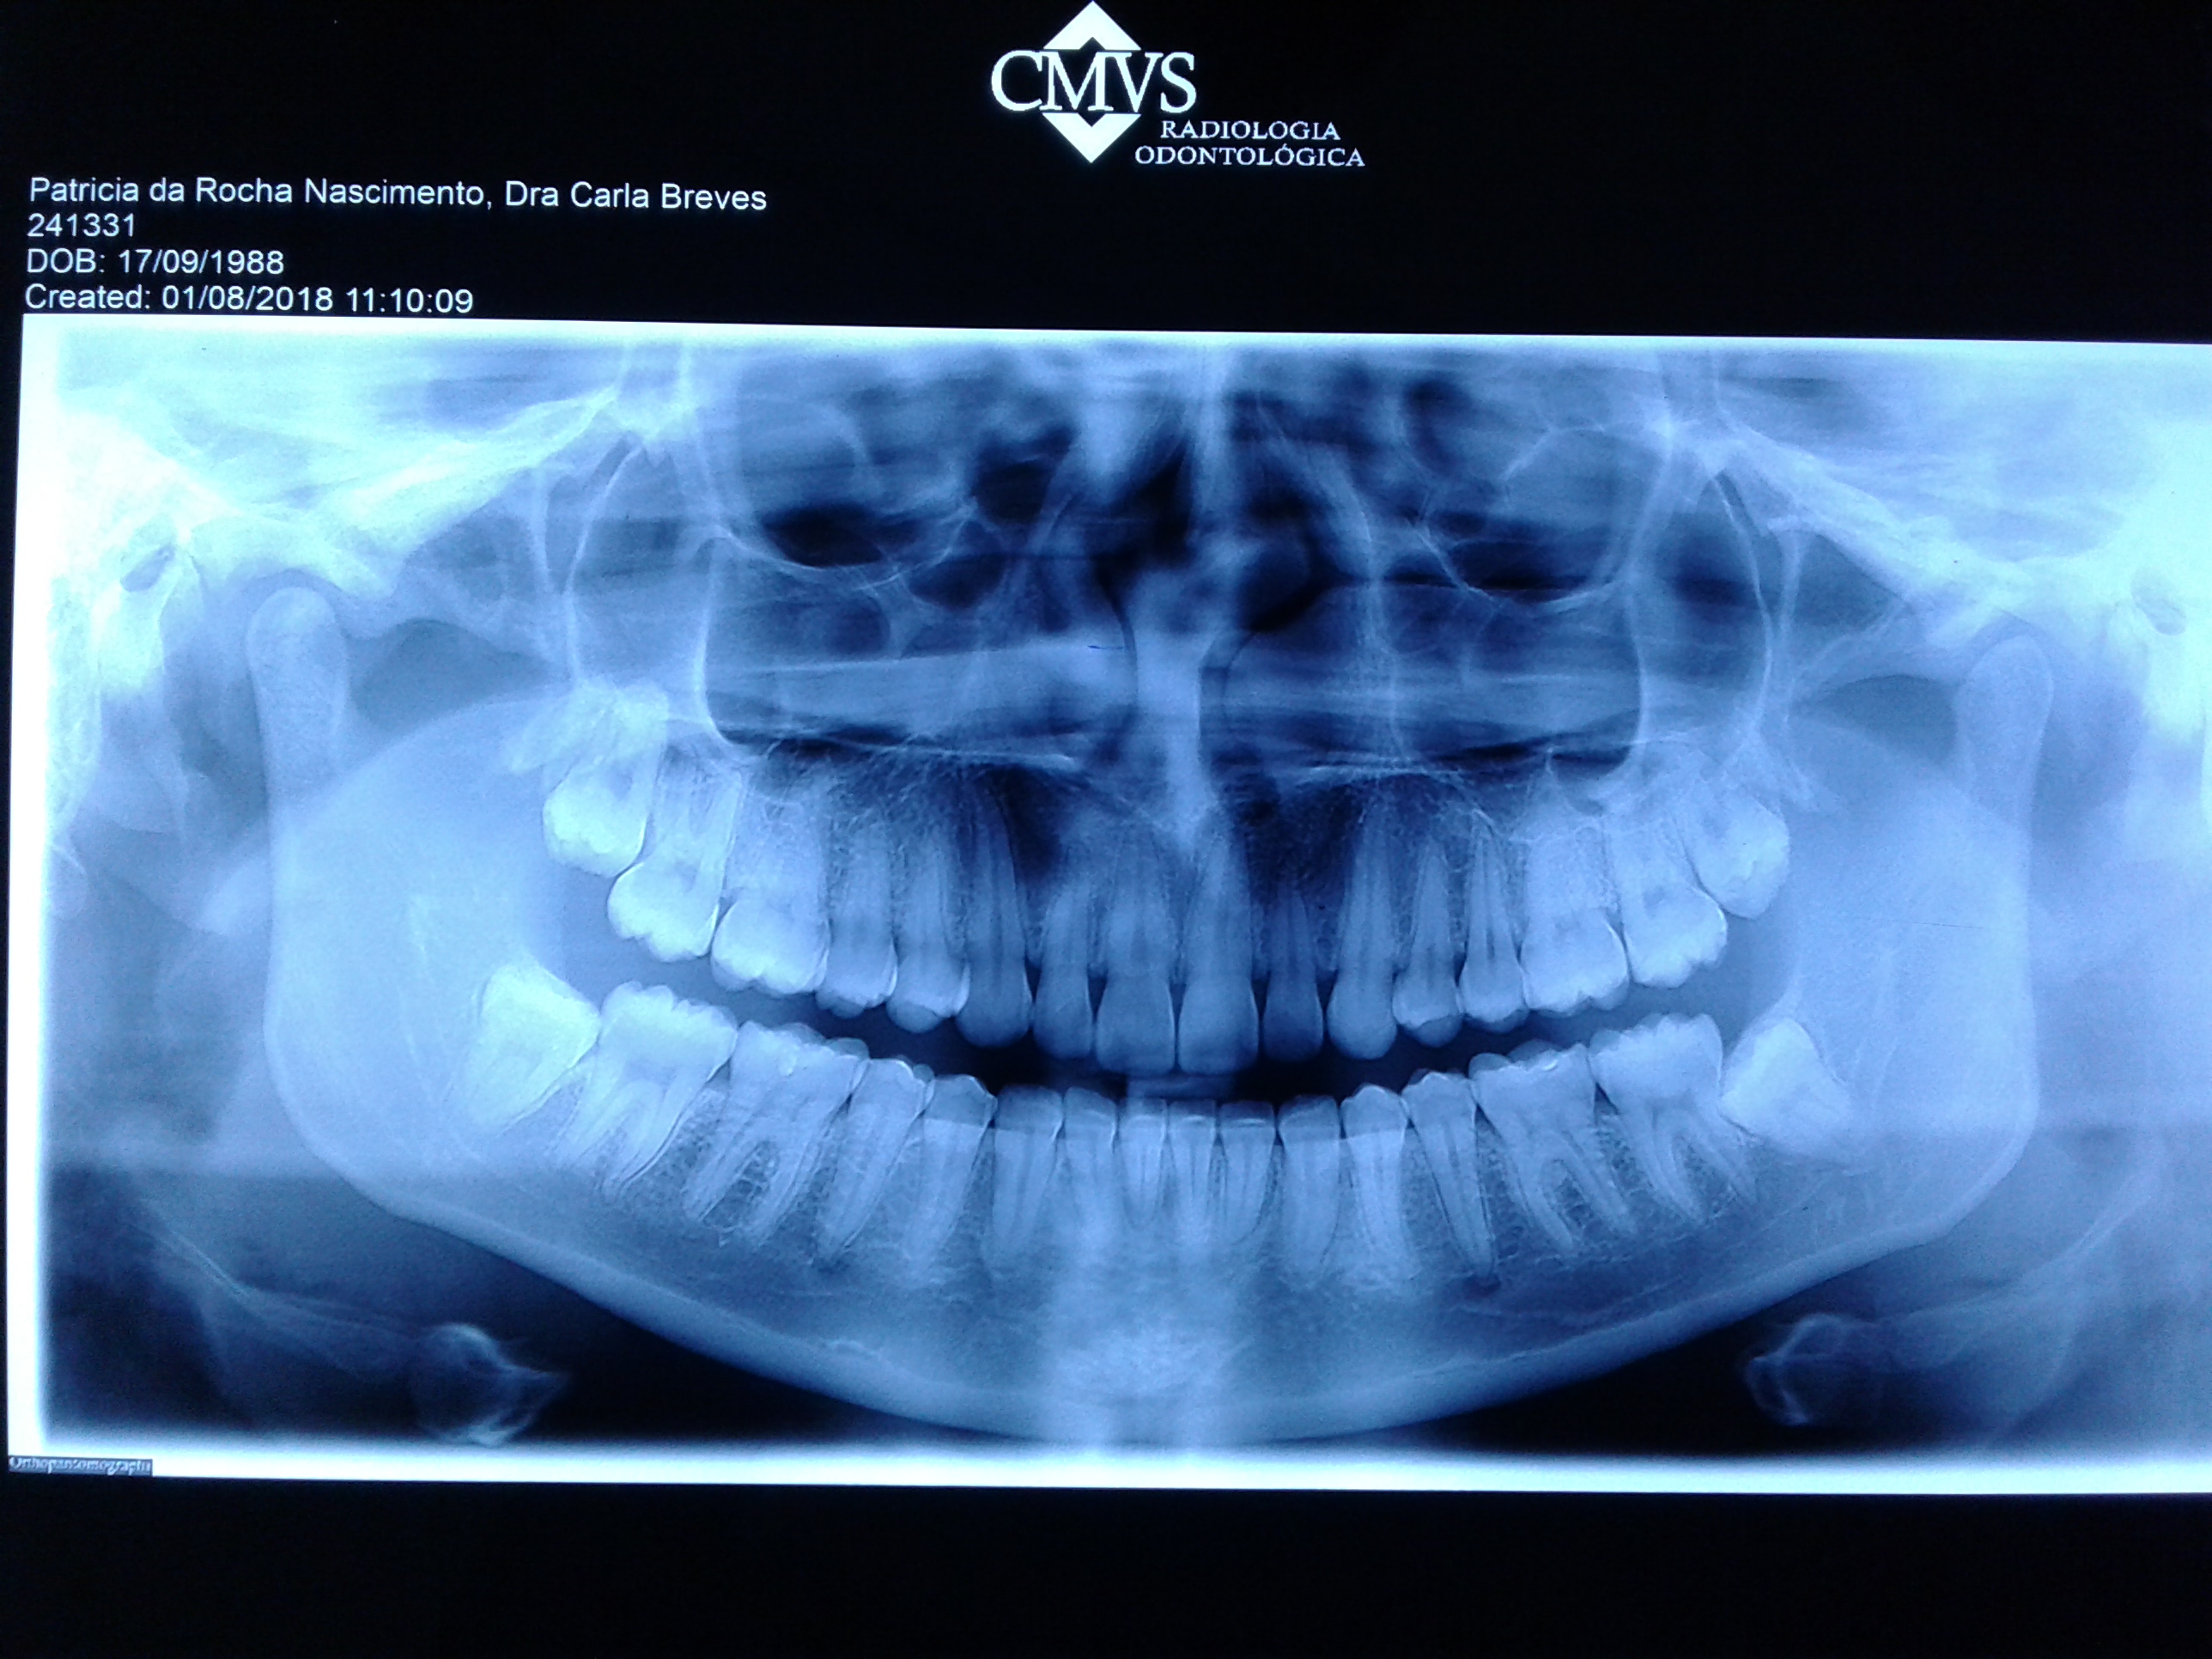 Patricia da Rocha Nascimento, Dra Carla Breves
241331
DOB: 17/09/1988
Created: 01/08/2018 11:10:09
CMVS
RADIOLOGIA
ODONTOLÓGICA
Orthopantomograph